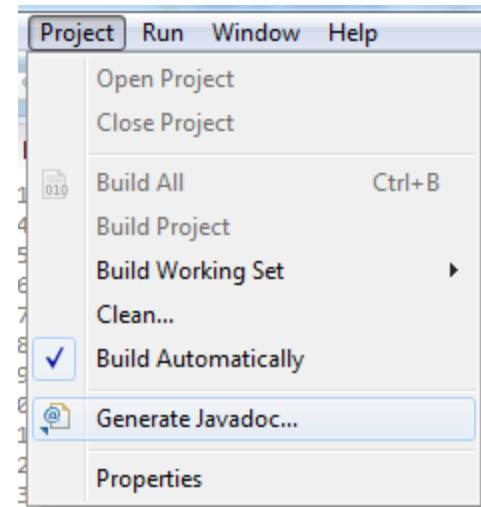 Project Run Window Help
Open Project
Close Project
010 Build All Ctrl+B
Build Project
Build Working Set
Clean...
Build Automatically
@ Generate Javadoc...
Properties